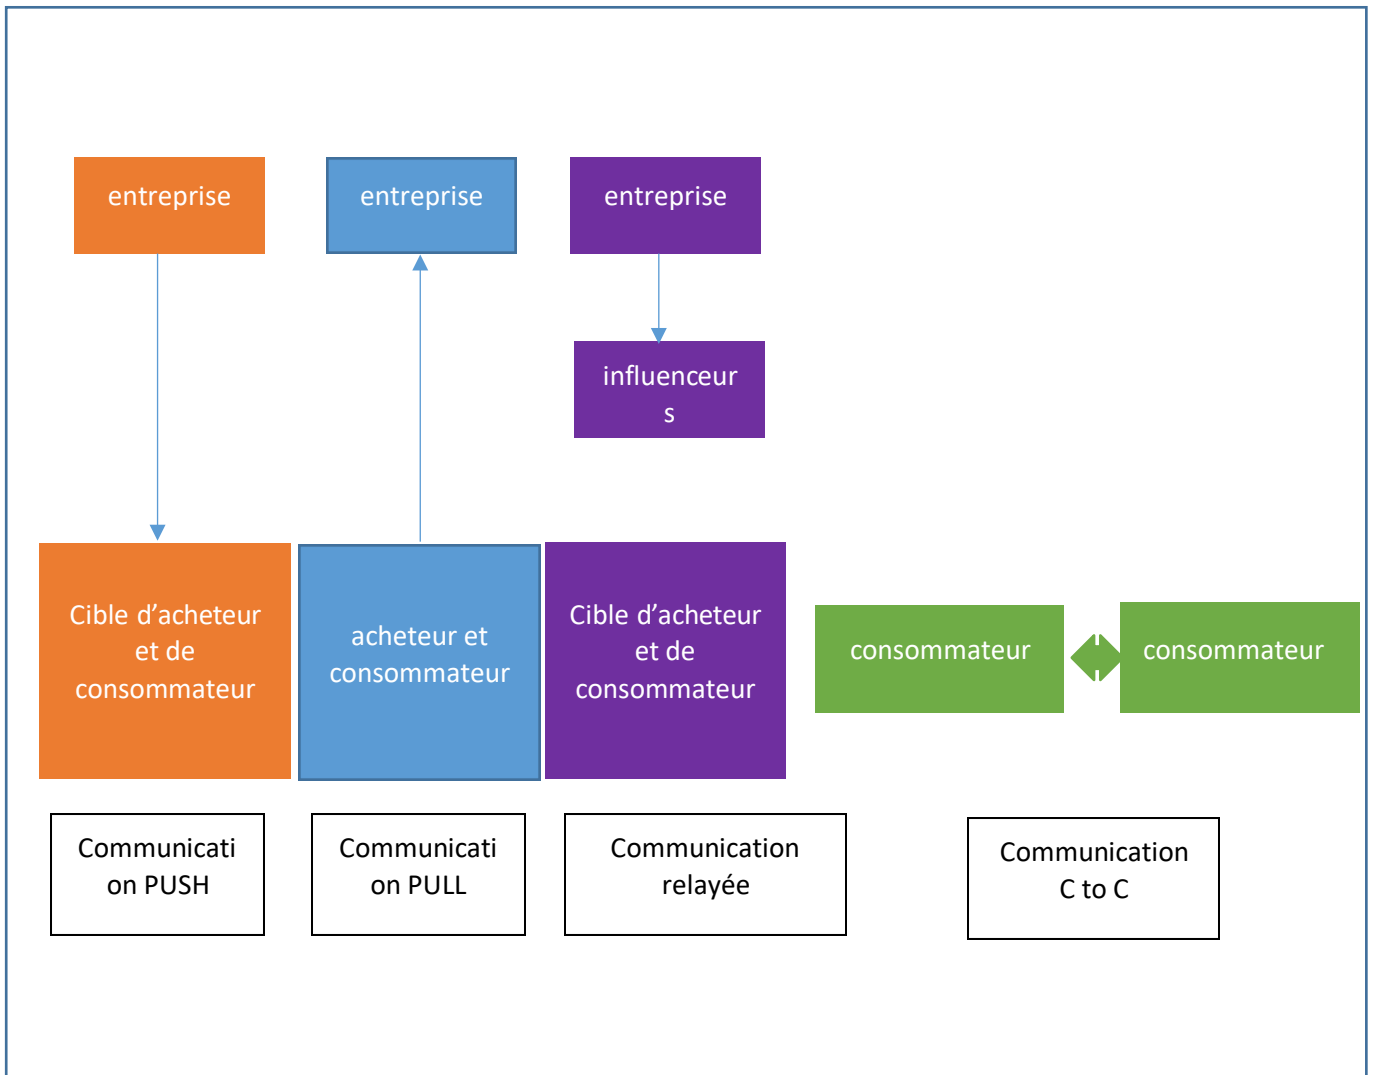 entreprise
entreprise
entreprise
influenceur
s
Cible d’acheteur
et de
consommateur
acheteur et
consommateur
Cible d’acheteur
et de
consommateur
consommateur
consommateur
Communicati
on PUSH
Communicati
on PULL
Communication
relayée
Communication
C to C